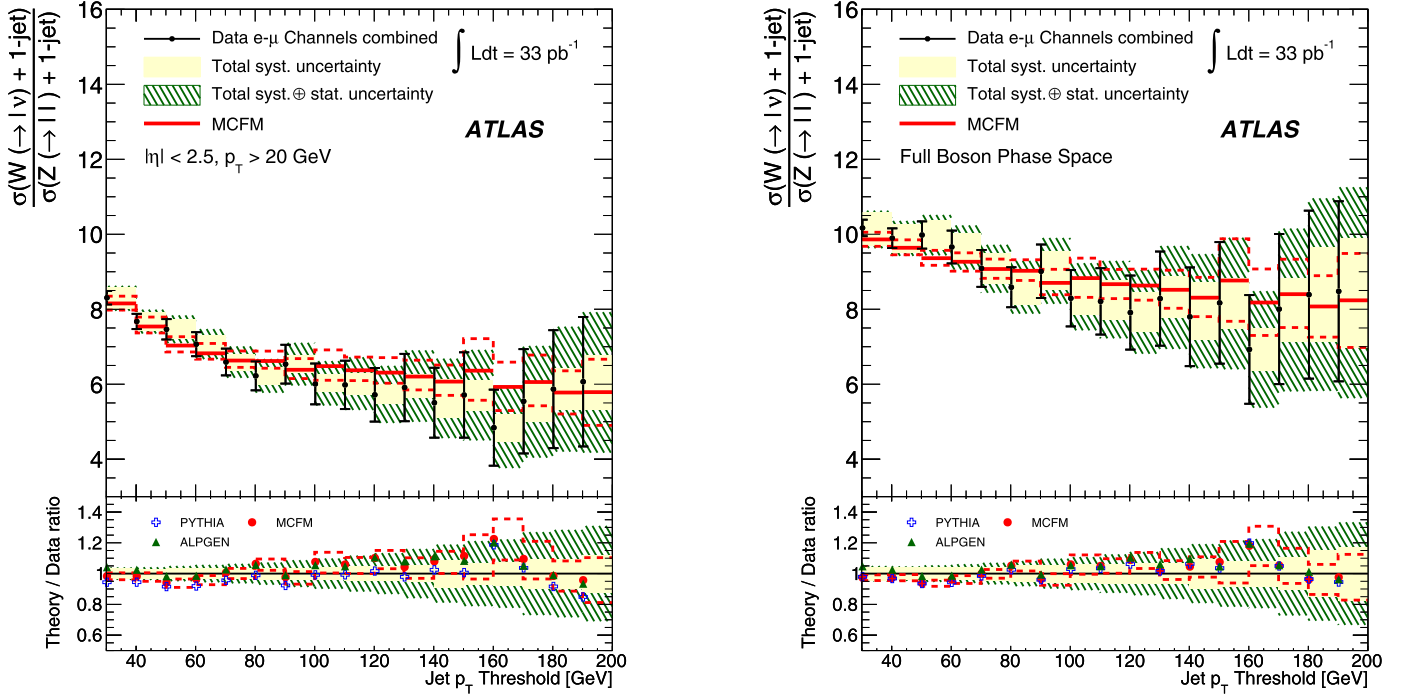 σ(W (→ l ν) + 1-jet)
σ(Z (→ l l) + 1-jet)
16
14
12
10
8
6
4
Data e-μ Channels combined
Total syst. uncertainty
Total syst.⊕ stat. uncertainty
MCFM
∫ Ldt = 33 pb⁻¹
ATLAS
|η| < 2.5, p_T > 20 GeV
Theory / Data ratio
1.4
1.2
1
0.8
0.6
PYTHIA
MCFM
ALPGEN
40 60 80 100 120 140 160 180 200
Jet p_T Threshold [GeV]
σ(W (→ l ν) + 1-jet)
σ(Z (→ l l) + 1-jet)
16
14
12
10
8
6
4
Data e-μ Channels combined
Total syst. uncertainty
Total syst.⊕ stat. uncertainty
MCFM
∫ Ldt = 33 pb⁻¹
ATLAS
Full Boson Phase Space
Theory / Data ratio
1.4
1.2
1
0.8
0.6
PYTHIA
MCFM
ALPGEN
40 60 80 100 120 140 160 180 200
Jet p_T Threshold [GeV]